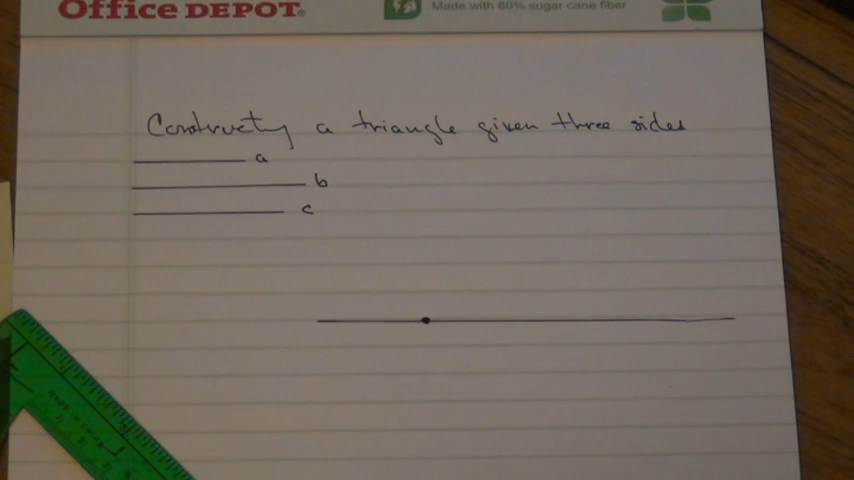 Office DEPOT®
Made with 80% sugar cane fiber
Constructing a triangle given three sides
a
b
c